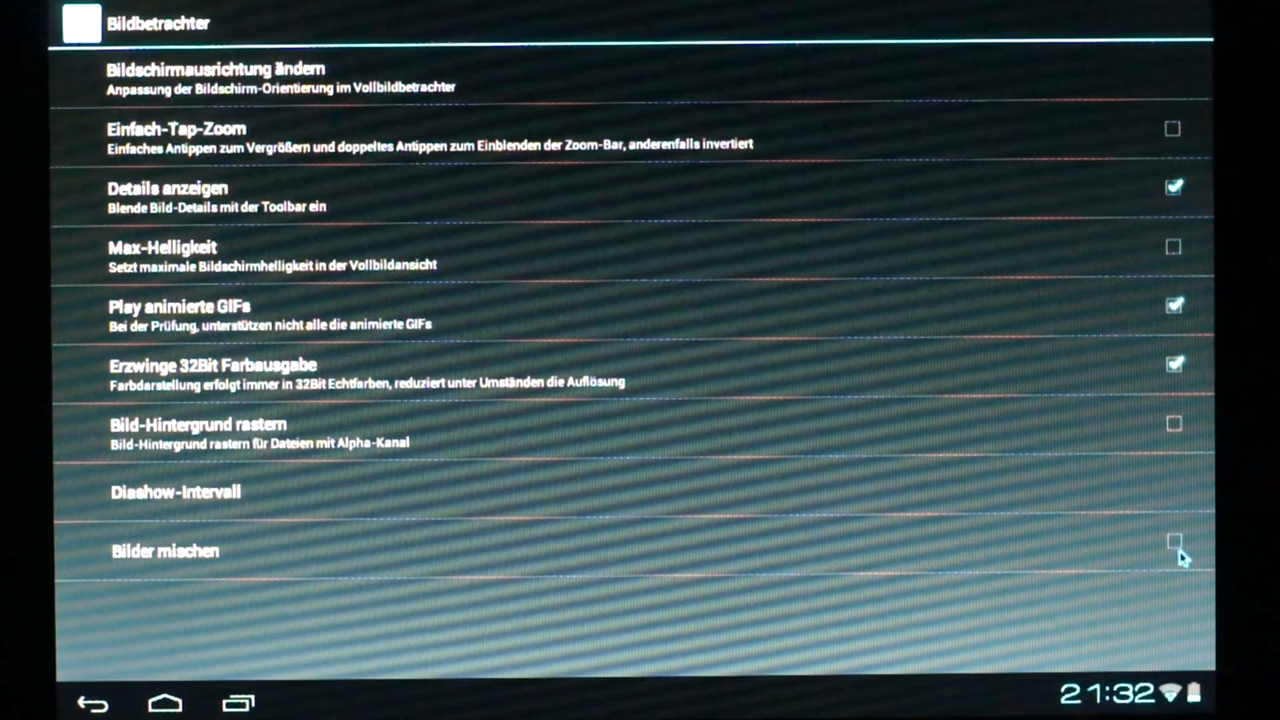 Bildbetrachter
Bildschirmausrichtung ändern
Anpassung der Bildschirm-Orientierung im Vollbildbetrachter
Einfach-Tap-Zoom
Einfaches Antippen zum Vergrößern und doppeltes Antippen zum Einblenden der Zoom-Bar, anderenfalls invertiert
Details anzeigen
Blende Bild-Details mit der Toolbar ein
Max-Helligkeit
Setzt maximale Bildschirmhelligkeit in der Vollbildansicht
Play animierte GIFs
Bei der Prüfung, unterstützen nicht alle die animierte GIFs
Erzwinge 32Bit Farbausgabe
Farbdarstellung erfolgt immer in 32Bit Echtfarben, reduziert unter Umständen die Auflösung
Bild-Hintergrund rastern
Bild-Hintergrund rastern für Dateien mit Alpha-Kanal
Diashow-Intervall
Bilder mischen
21:32